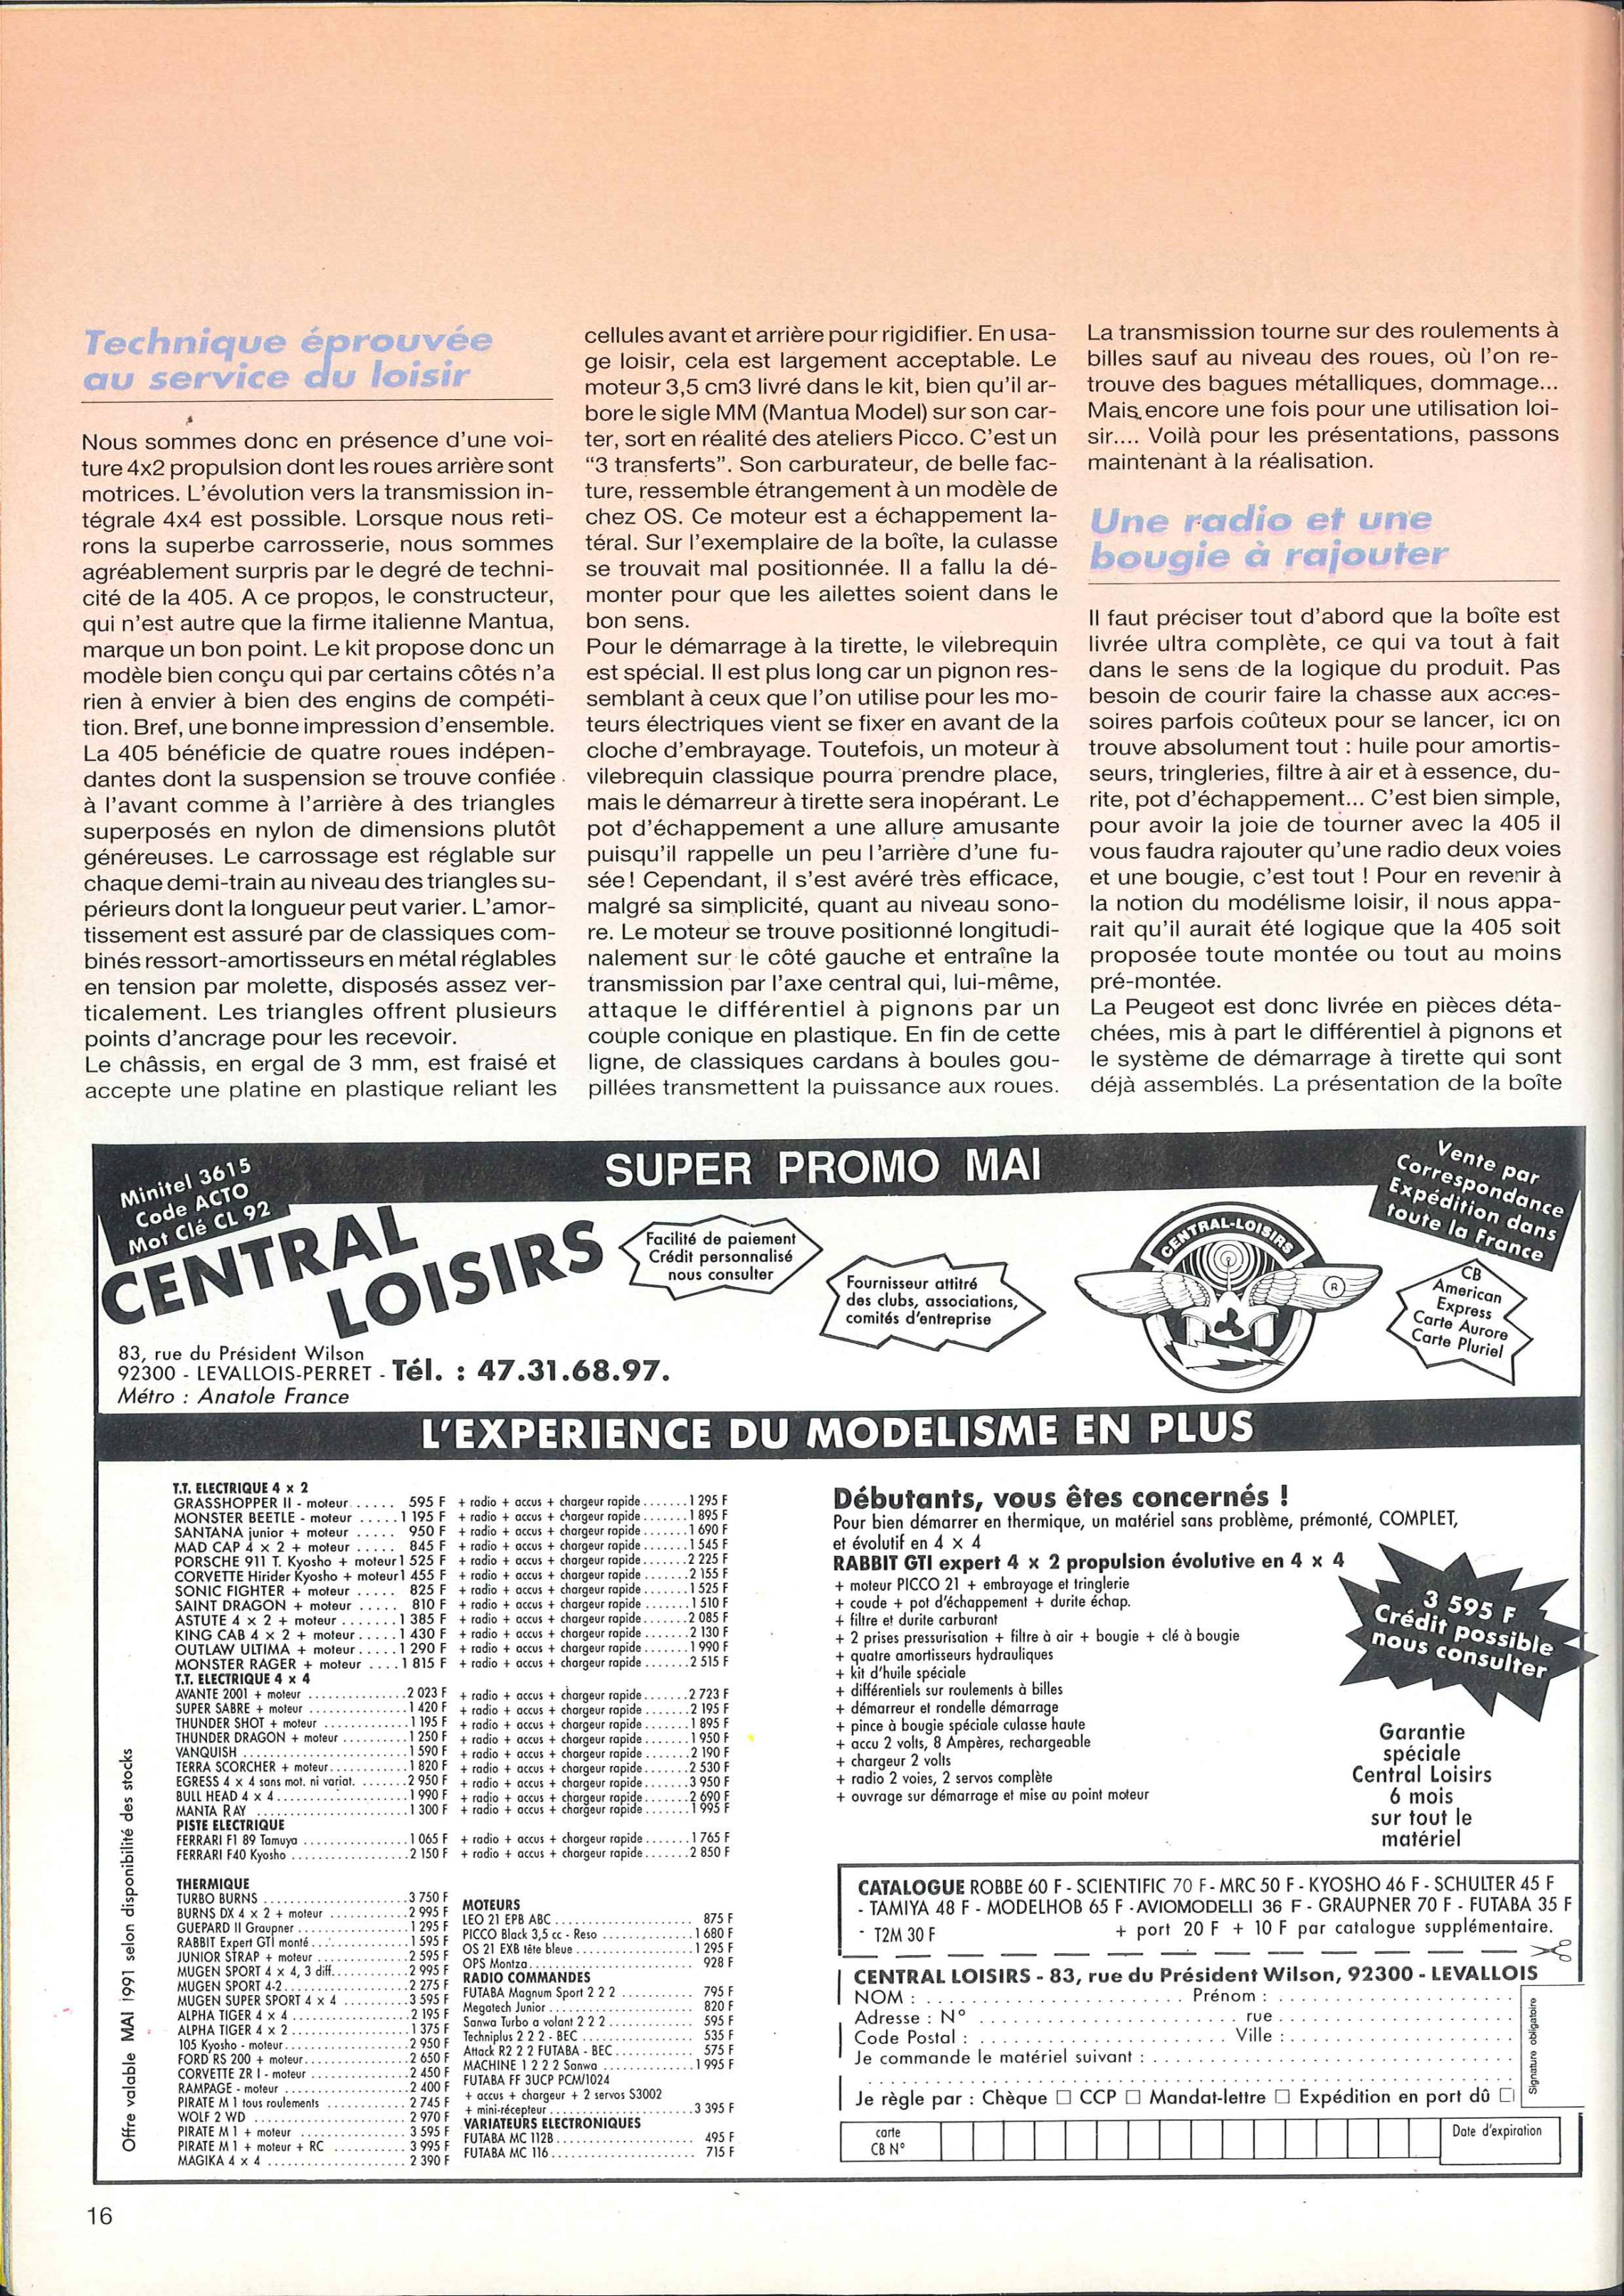 Technique éprouvée
au service du loisir
Nous sommes donc en présence d'une voi-
ture 4x2 propulsion dont les roues arrière sont
motrices. L'évolution vers la transmission in-
tégrale 4x4 est possible. Lorsque nous reti-
rons la superbe carrosserie, nous sommes
agréablement surpris par le degré de techni-
cité de la 405. A ce propos, le constructeur,
qui n'est autre que la firme italienne Mantua,
marque un bon point. Le kit propose donc un
modèle bien conçu qui par certains côtés n'a
rien à envier à bien des engins de compéti-
tion. Bref, une bonne impression d'ensemble.
La 405 bénéficie de quatre roues indépen-
dantes dont la suspension se trouve confiée
à l'avant comme à l'arrière à des triangles
superposés en nylon de dimensions plutôt
généreuses. Le carrossage est réglable sur
chaque demi-train au niveau des triangles su-
périeurs dont la longueur peut varier. L'amor-
tissement est assuré par de classiques com-
binés ressort-amortisseurs en métal réglables
en tension par molette, disposés assez ver-
ticalement. Les triangles offrent plusieurs
points d'ancrage pour les recevoir.
Le châssis, en ergal de 3 mm, est fraisé et
accepte une platine en plastique reliant les
cellules avant et arrière pour rigidifier. En usa-
ge loisir, cela est largement acceptable. Le
moteur 3,5 cm3 livré dans le kit, bien qu'il ar-
bore le sigle MM (Mantua Model) sur son car-
ter, sort en réalité des ateliers Picco. C'est un
“3 transferts”. Son carburateur, de belle fac-
ture, ressemble étrangement à un modèle de
chez OS. Ce moteur est a échappement la-
téral. Sur l'exemplaire de la boîte, la culasse
se trouvait mal positionnée. Il a fallu la dé-
monter pour que les ailettes soient dans le
bon sens.
Pour le démarrage à la tirette, le vilebrequin
est spécial. Il est plus long car un pignon res-
semblant à ceux que l'on utilise pour les mo-
teurs électriques vient se fixer en avant de la
cloche d'embrayage. Toutefois, un moteur à
vilebrequin classique pourra prendre place,
mais le démarreur à tirette sera inopérant. Le
pot d'échappement a une allure amusante
puisqu'il rappelle un peu l'arrière d'une fu-
sée! Cependant, il s'est avéré très efficace,
malgré sa simplicité, quant au niveau sono-
re. Le moteur se trouve positionné longitudi-
nalement sur le côté gauche et entraîne la
transmission par l'axe central qui, lui-même,
attaque le différentiel à pignons par un
couple conique en plastique. En fin de cette
ligne, de classiques cardans à boules gou-
pillées transmettent la puissance aux roues.
La transmission tourne sur des roulements à
billes sauf au niveau des roues, où l'on re-
trouve des bagues métalliques, dommage...
Mais encore une fois pour une utilisation loi-
sir.... Voilà pour les présentations, passons
maintenant à la réalisation.
Une radio et une
bougie à rajouter
Il faut préciser tout d'abord que la boîte est
livrée ultra complète, ce qui va tout à fait
dans le sens de la logique du produit. Pas
besoin de courir faire la chasse aux acces-
soires parfois coûteux pour se lancer, ici on
trouve absolument tout : huile pour amortis-
seurs, tringleries, filtre à air et à essence, du-
rite, pot d'échappement... C'est bien simple,
pour avoir la joie de tourner avec la 405 il
vous faudra rajouter qu'une radio deux voies
et une bougie, c'est tout ! Pour en revenir à
la notion du modélisme loisir, il nous appa-
rait qu'il aurait été logique que la 405 soit
proposée toute montée ou tout au moins
pré-montée.
La Peugeot est donc livrée en pièces déta-
chées, mis à part le différentiel à pignons et
le système de démarrage à tirette qui sont
déjà assemblés. La présentation de la boîte
Minitel 3615
Code ACTO
Mot Clé CL 92
SUPER PROMO MAI
Vente par
Correspondance
Expédition dans
toute la France
CENTRAL
LOISIRS
Facilité de paiement
Crédit personnalisé
nous consulter
Fournisseur attitré
des clubs, associations,
comités d'entreprise
CENTRAL-LOISIRS
R
CB
American
Express
Carte Aurore
Carte Pluriel
83, rue du Président Wilson
92300 - LEVALLOIS-PERRET - Tél. : 47.31.68.97.
Métro : Anatole France
L'EXPERIENCE DU MODELISME EN PLUS
T.T. ELECTRIQUE 4 x 2
GRASSHOPPER II - moteur ..... 595 F + radio + accus + chargeur rapide ....... 1 295 F
MONSTER BEETLE - moteur ..... 1 195 F + radio + accus + chargeur rapide ....... 1 895 F
SANTANA junior + moteur ..... 950 F + radio + accus + chargeur rapide ....... 1 690 F
MAD CAP 4 x 2 + moteur ..... 845 F + radio + accus + chargeur rapide ....... 1 545 F
PORSCHE 911 T. Kyosho + moteur 1 525 F + radio + accus + chargeur rapide ....... 2 225 F
CORVETTE Hirider Kyosho + moteur 1 455 F + radio + accus + chargeur rapide ....... 2 155 F
SONIC FIGHTER + moteur ..... 825 F + radio + accus + chargeur rapide ....... 1 525 F
SAINT DRAGON + moteur ..... 810 F + radio + accus + chargeur rapide ....... 1 510 F
ASTUTE 4 x 2 + moteur ....... 1 385 F + radio + accus + chargeur rapide ....... 2 085 F
KING CAB 4 x 2 + moteur ..... 1 430 F + radio + accus + chargeur rapide ....... 2 130 F
OUTLAW ULTIMA + moteur ..... 1 290 F + radio + accus + chargeur rapide ....... 1 990 F
MONSTER RAGER + moteur .... 1 815 F + radio + accus + chargeur rapide ....... 2 515 F
T.T. ELECTRIQUE 4 x 4
AVANTE 2001 + moteur ............... 2 023 F + radio + accus + chargeur rapide ....... 2 723 F
SUPER SABRE + moteur ............... 1 420 F + radio + accus + chargeur rapide ....... 2 195 F
THUNDER SHOT + moteur ............. 1 195 F + radio + accus + chargeur rapide ....... 1 895 F
THUNDER DRAGON + moteur .......... 1 250 F + radio + accus + chargeur rapide ....... 1 950 F
VANQUISH ......................... 1 590 F + radio + accus + chargeur rapide ....... 2 190 F
TERRA SCORCHER + moteur ............ 1 820 F + radio + accus + chargeur rapide ....... 2 530 F
EGRESS 4 x 4 sans mot. ni variat. ....... 2 950 F + radio + accus + chargeur rapide ....... 3 950 F
BULL HEAD 4 x 4 .................... 1 990 F + radio + accus + chargeur rapide ....... 2 690 F
MANTA RAY ....................... 1 300 F + radio + accus + chargeur rapide ....... 1 995 F
PISTE ELECTRIQUE
FERRARI F1 89 Tamuya ................ 1 065 F + radio + accus + chargeur rapide ....... 1 765 F
FERRARI F40 Kyosho .................. 2 150 F + radio + accus + chargeur rapide ....... 2 850 F
THERMIQUE
TURBO BURNS ...................... 3 750 F
BURNS DX 4 x 2 + moteur ............ 2 995 F
GUEPARD II Graupner ................. 1 295 F
RABBIT Expert GTI monté .............. 1 595 F
JUNIOR STRAP + moteur .............. 2 595 F
MUGEN SPORT 4 x 4, 3 diff. ........... 2 995 F
MUGEN SPORT 4-2 ................... 2 275 F
MUGEN SUPER SPORT 4 x 4 .......... 3 595 F
ALPHA TIGER 4 x 4 .................. 2 195 F
ALPHA TIGER 4 x 2 .................. 1 375 F
105 Kyosho - moteur ................... 2 950 F
FORD RS 200 + moteur ................ 2 650 F
CORVETTE ZR I - moteur ............... 2 450 F
RAMPAGE - moteur ................... 2 400 F
PIRATE M 1 tous roulements ............ 2 745 F
WOLF 2 WD ....................... 2 970 F
PIRATE M 1 + moteur ................ 3 595 F
PIRATE M 1 + moteur + RC ........... 3 995 F
MAGIKA 4 x 4 ..................... 2 390 F
MOTEURS
LEO 21 EPB ABC ..................... 875 F
PICCO Black 3,5 cc - Reso ............... 1 680 F
OS 21 EXB tête bleue .................. 1 295 F
OPS Montza ......................... 928 F
RADIO COMMANDES
FUTABA Magnum Sport 2 2 2 ........... 795 F
Megatech Junior ...................... 820 F
Sanwa Turbo a volant 2 2 2 ............. 595 F
Techniplus 2 2 2 - BEC ................. 535 F
Attack R2 2 2 FUTABA - BEC ............ 575 F
MACHINE 1 2 2 2 Sanwa .............. 1 995 F
FUTABA FF 3UCP PCM/1024
+ accus + chargeur + 2 servos S3002
+ mini-récepteur ...................... 3 395 F
VARIATEURS ELECTRONIQUES
FUTABA MC 112B ..................... 495 F
FUTABA MC 116 ...................... 715 F
Offre valable MAI 1991 selon disponibilité des stocks
Débutants, vous êtes concernés !
Pour bien démarrer en thermique, un matériel sans problème, prémonté, COMPLET,
et évolutif en 4 x 4
RABBIT GTI expert 4 x 2 propulsion évolutive en 4 x 4
+ moteur PICCO 21 + embrayage et tringlerie
+ coude + pot d'échappement + durite échap.
+ filtre et durite carburant
+ 2 prises pressurisation + filtre à air + bougie + clé à bougie
+ quatre amortisseurs hydrauliques
+ kit d'huile spéciale
+ différentiels sur roulements à billes
+ démarreur et rondelle démarrage
+ pince à bougie spéciale culasse haute
+ accu 2 volts, 8 Ampères, rechargeable
+ chargeur 2 volts
+ radio 2 voies, 2 servos complète
+ ouvrage sur démarrage et mise au point moteur
3 595 F
Crédit possible
nous consulter
Garantie
spéciale
Central Loisirs
6 mois
sur tout le
matériel
CATALOGUE ROBBE 60 F - SCIENTIFIC 70 F - MRC 50 F - KYOSHO 46 F - SCHULTER 45 F
- TAMIYA 48 F - MODELHOB 65 F - AVIOMODELLI 36 F - GRAUPNER 70 F - FUTABA 35 F
- T2M 30 F + port 20 F + 10 F par catalogue supplémentaire.
CENTRAL LOISIRS - 83, rue du Président Wilson, 92300 - LEVALLOIS
NOM : ........................ Prénom : ........................
Adresse : N° ........................ rue ........................
Code Postal : ........................ Ville : ........................
Je commande le matériel suivant : ........................
Je règle par : Chèque □ CCP □ Mandat-lettre □ Expédition en port dû □
Signature obligatoire
carte
CB N°
Date d'expiration
16